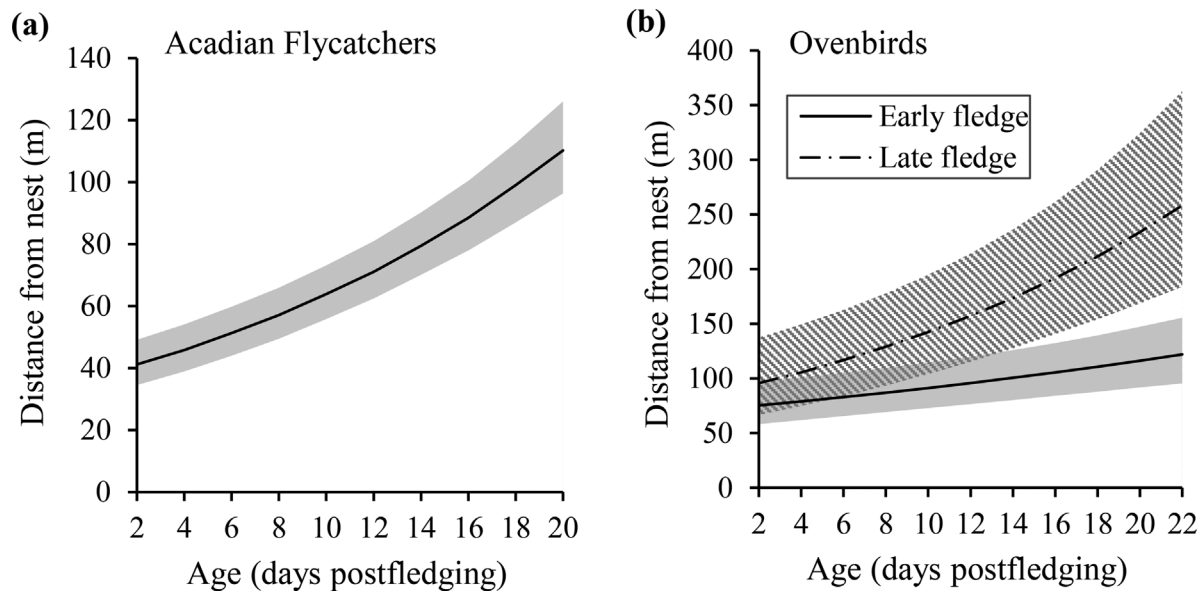 (a)
Acadian Flycatchers
Distance from nest (m)
140
120
100
80
60
40
20
0
2 4 6 8 10 12 14 16 18 20
Age (days postfledging)
(b)
Ovenbirds
Early fledge
Late fledge
Distance from nest (m)
400
350
300
250
200
150
100
50
0
2 4 6 8 10 12 14 16 18 20 22
Age (days postfledging)